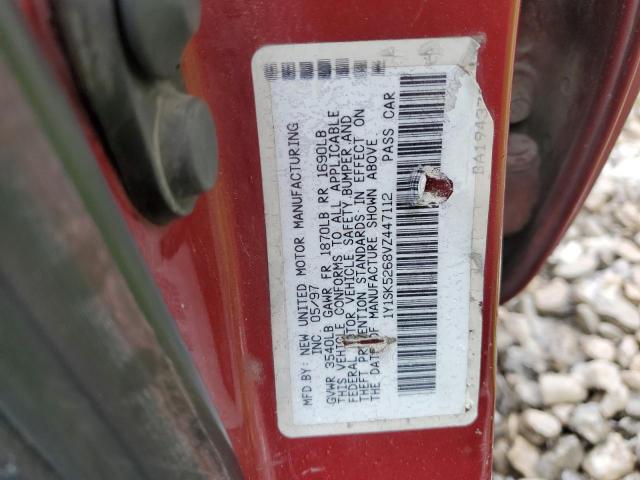 MFD.BY: NEW UNITED MOTOR MANUFACTURING
INC 05/97
GVWR 3540LB GAWR FR 1870LB RR 1690LB
THIS VEHICLE CONFORMS TO ALL APPLICABLE
FEDERAL MOTOR VEHICLE SAFETY, BUMPER, AND
THEFT PREVENTION STANDARDS IN EFFECT ON
THE DATE OF MANUFACTURE SHOWN ABOVE
1Y1SK5268VZ447112 PASS CAR